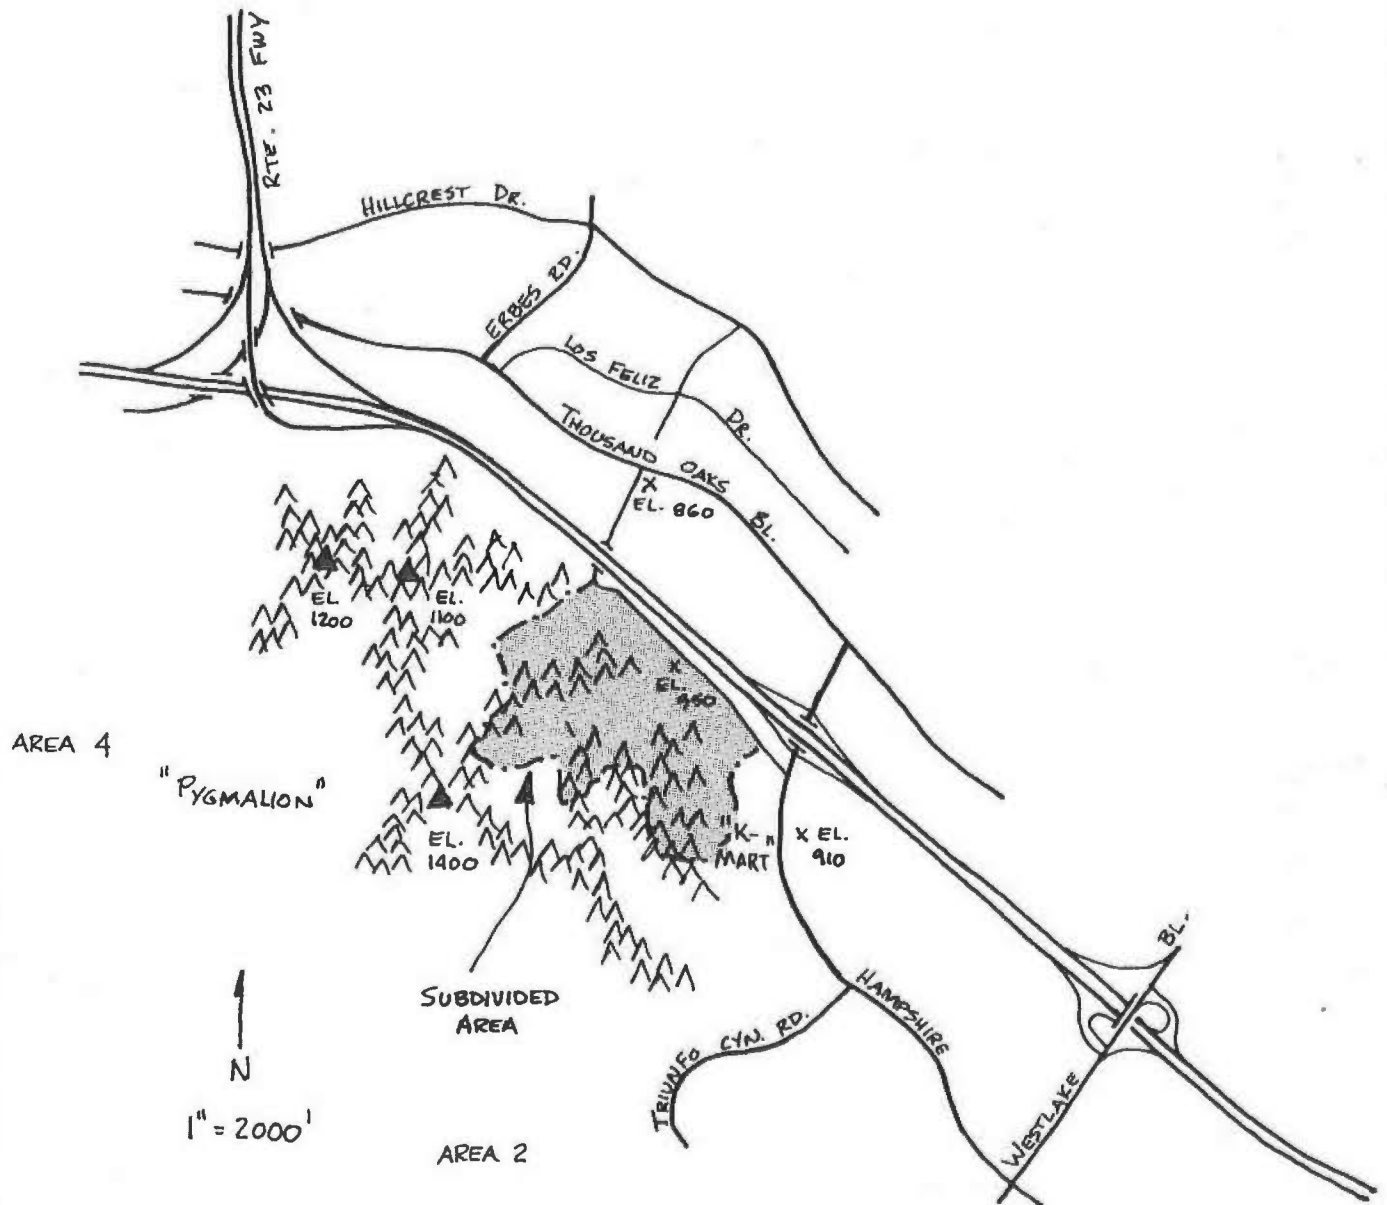 RTE. 23 FWY
HILLCREST DR.
ERBES RD.
LOS FELIZ DR.
THOUSAND OAKS BL.
X
EL. 860
EL.
1200
EL.
1100
X
EL.
AREA 4
"PYGMALION"
EL.
1400
"K-
MART"
X EL.
910
SUBDIVIDED
AREA
BL.
HAMPSHIRE
TRIUNFO CYN. RD.
WESTLAKE
N
1" = 2000'
AREA 2